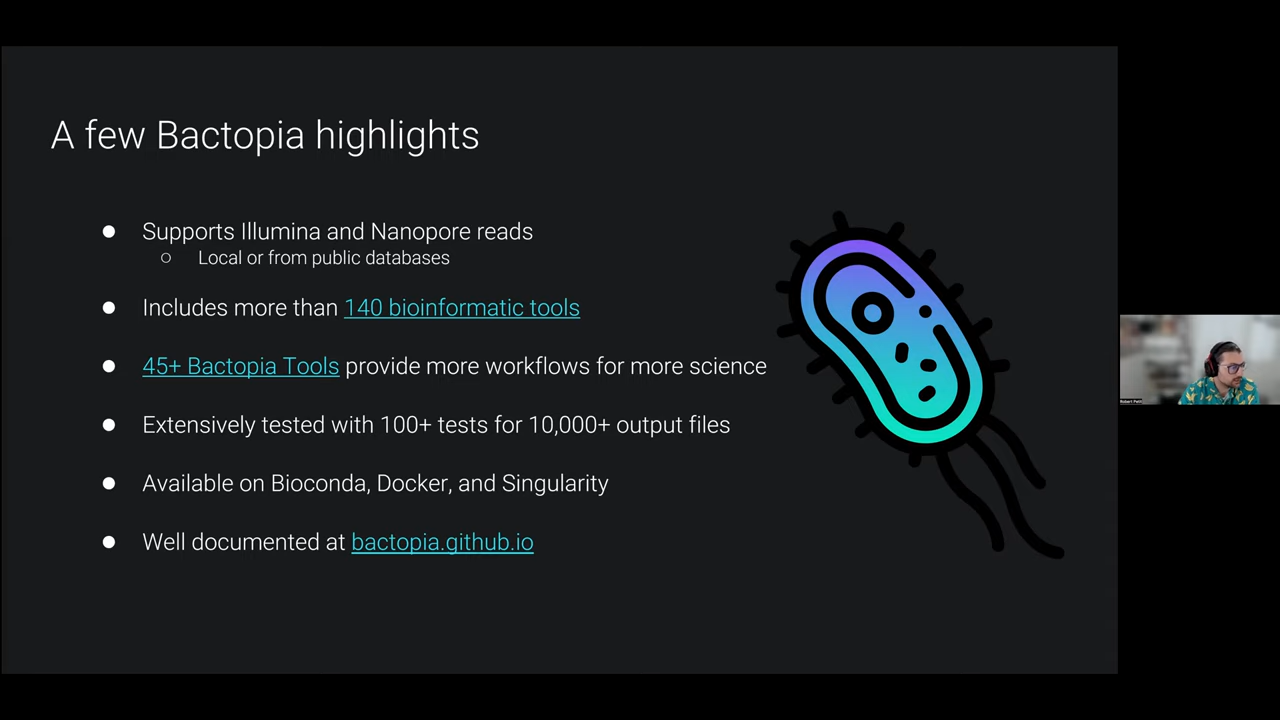 A few Bactopia highlights
● Supports Illumina and Nanopore reads
○ Local or from public databases
● Includes more than 140 bioinformatic tools
● 45+ Bactopia Tools provide more workflows for more science
● Extensively tested with 100+ tests for 10,000+ output files
● Available on Bioconda, Docker, and Singularity
● Well documented at bactopia.github.io
Robert Petit